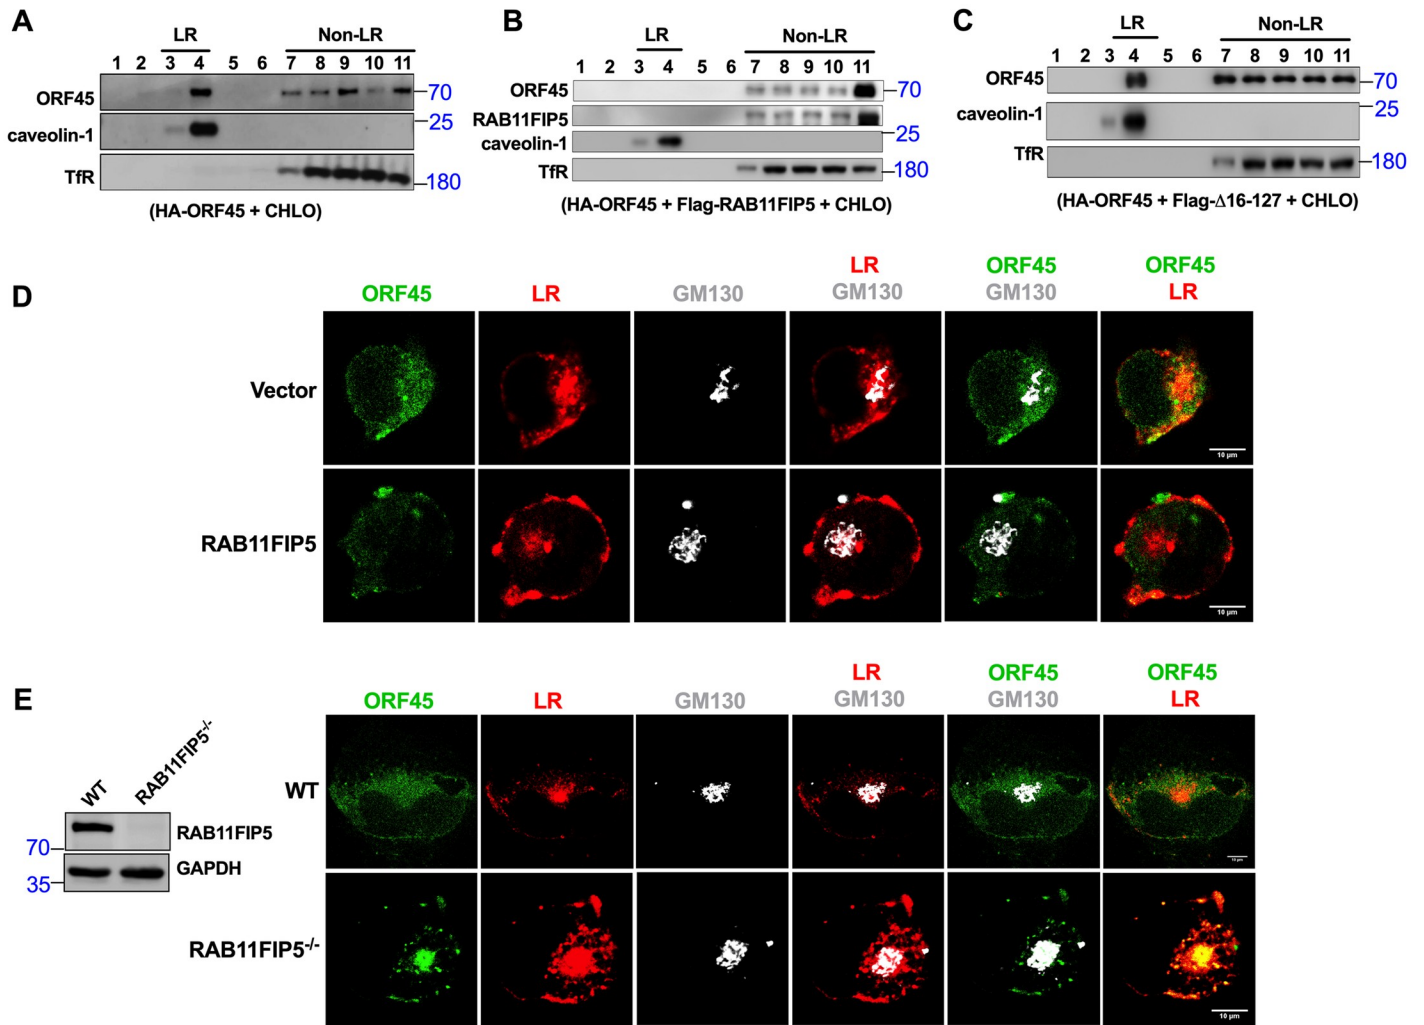 A
LR
Non-LR
1 2 3 4 5 6 7 8 9 10 11
ORF45
70
caveolin-1
25
TfR
180
(HA-ORF45 + CHLO)
B
LR
Non-LR
1 2 3 4 5 6 7 8 9 10 11
ORF45
70
RAB11FIP5
caveolin-1
25
TfR
180
(HA-ORF45 + Flag-RAB11FIP5 + CHLO)
C
LR
Non-LR
1 2 3 4 5 6 7 8 9 10 11
ORF45
70
caveolin-1
25
TfR
180
(HA-ORF45 + Flag-Δ16-127 + CHLO)
D
ORF45
LR
GM130
LR
GM130
ORF45
GM130
ORF45
LR
Vector
10 μm
RAB11FIP5
10 μm
E
WT
RAB11FIP5-/-
RAB11FIP5
70
GAPDH
35
ORF45
LR
GM130
LR
GM130
ORF45
GM130
ORF45
LR
WT
10 μm
RAB11FIP5-/-
10 μm